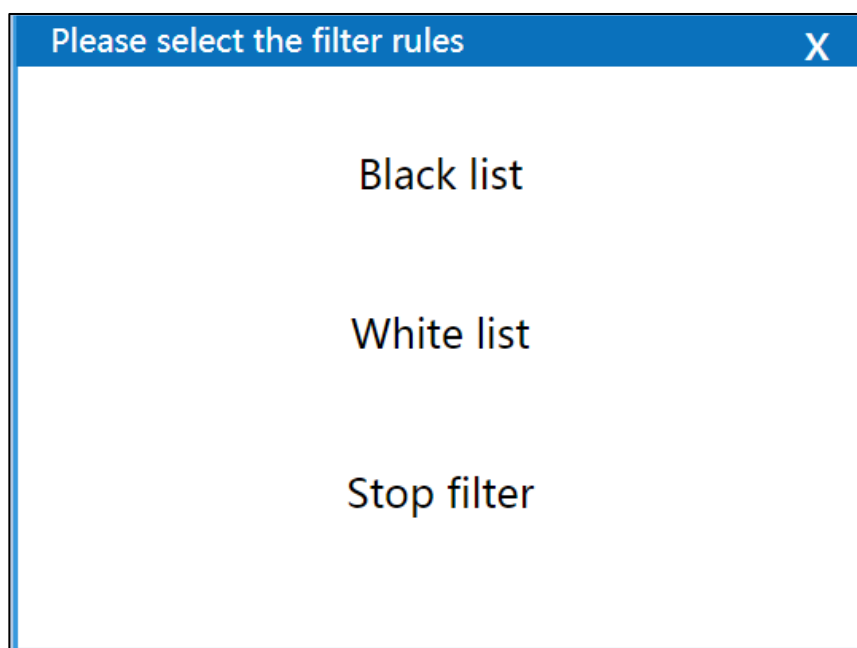 Please select the filter rules X
Black list
White list
Stop filter